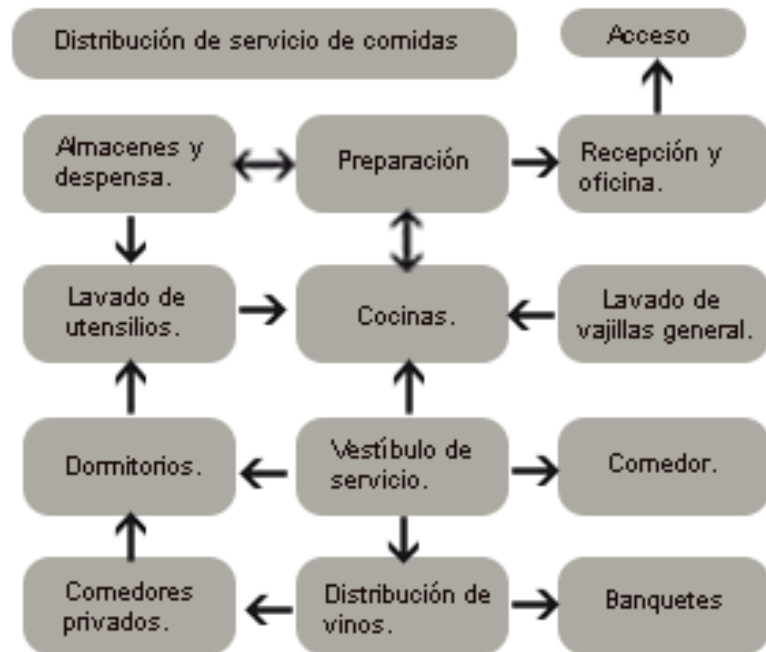 Distribución de servicio de comidas
Acceso
Almacenes y
despensa.
Preparación
Recepción y
oficina.
Lavado de
utensilios.
Cocinas.
Lavado de
vajillas general.
Dormitorios.
Vestíbulo de
servicio.
Comedor.
Comedores
privados.
Distribución de
vinos.
Banquetes